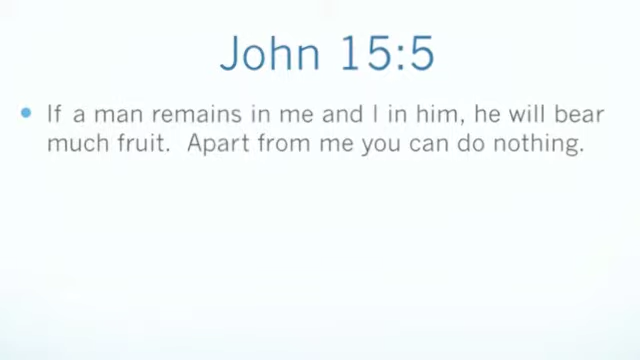 John 15:5
• If a man remains in me and I in him, he will bear
much fruit.  Apart from me you can do nothing.